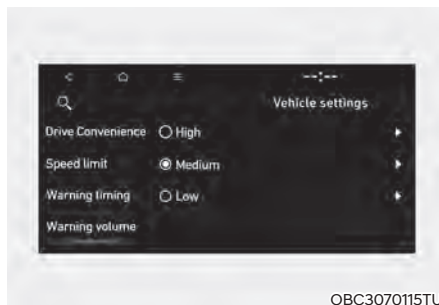 --:--
Vehicle settings
Drive Convenience
High
Speed limit
Medium
Warning timing
Low
Warning volume
OBC3070115TU